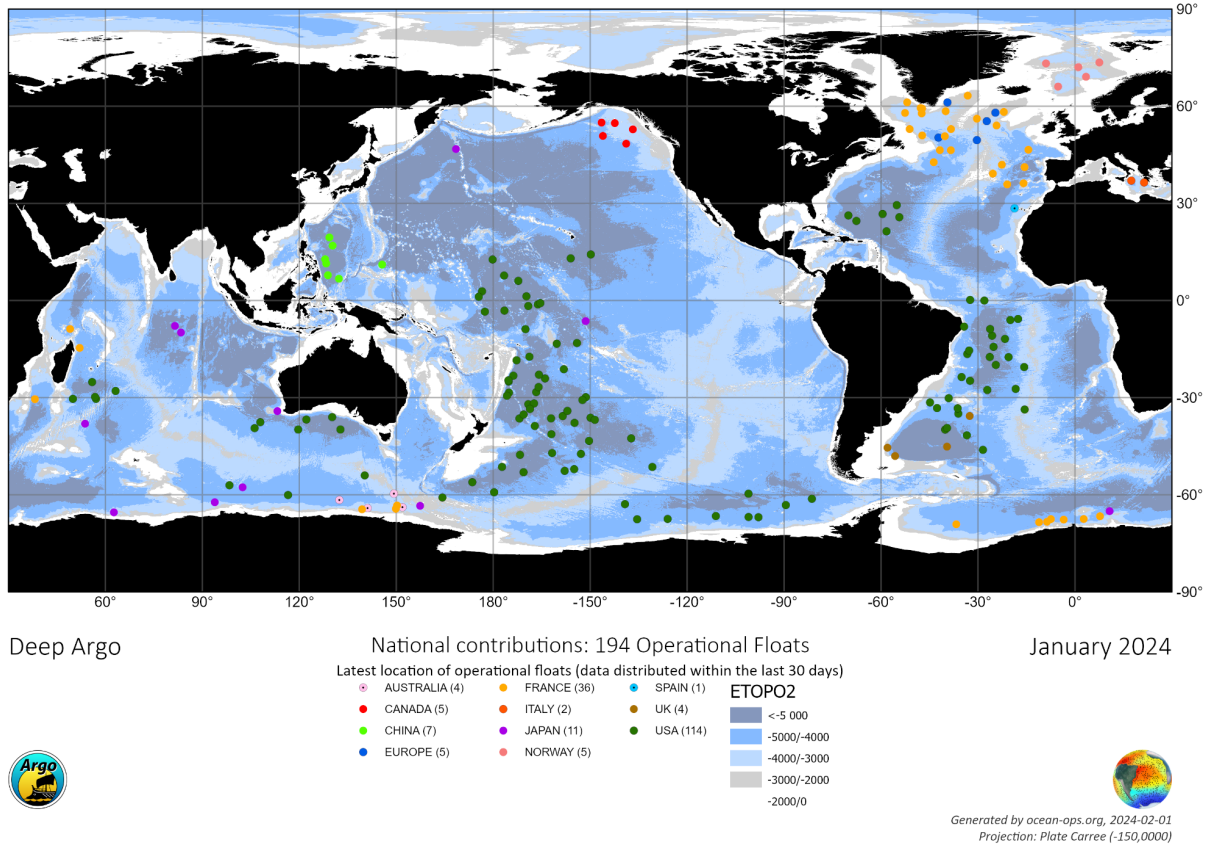 90°
60°
30°
0°
-30°
-60°
-90°
60° 90° 120° 150° 180° -150° -120° -90° -60° -30° 0°
Deep Argo
National contributions: 194 Operational Floats
January 2024
Latest location of operational floats (data distributed within the last 30 days)
AUSTRALIA (4)
CANADA (5)
CHINA (7)
EUROPE (5)
FRANCE (36)
ITALY (2)
JAPAN (11)
NORWAY (5)
SPAIN (1)
UK (4)
USA (114)
ETOPO2
<-5 000
-5000/-4000
-4000/-3000
-3000/-2000
-2000/0
Argo
Generated by ocean-ops.org, 2024-02-01
Projection: Plate Carree (-150,0000)